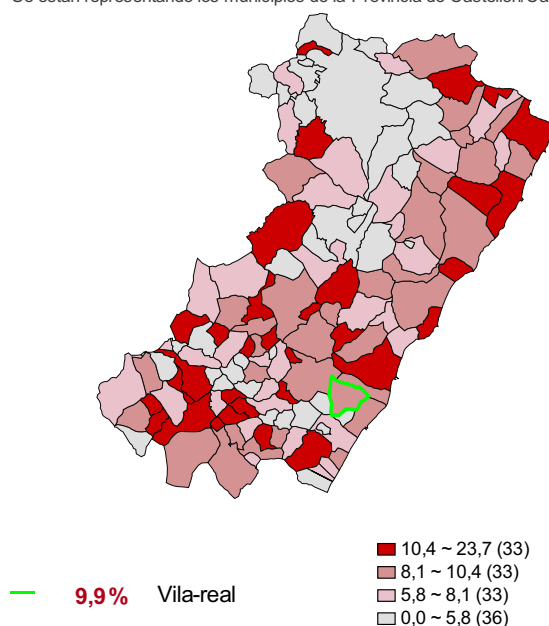 Se están representando los municipios de la Provincia de Castellón/Ca
10,4 ~ 23,7 (33)
8,1 ~ 10,4 (33)
5,8 ~ 8,1 (33)
0,0 ~ 5,8 (36)
9,9% Vila-real